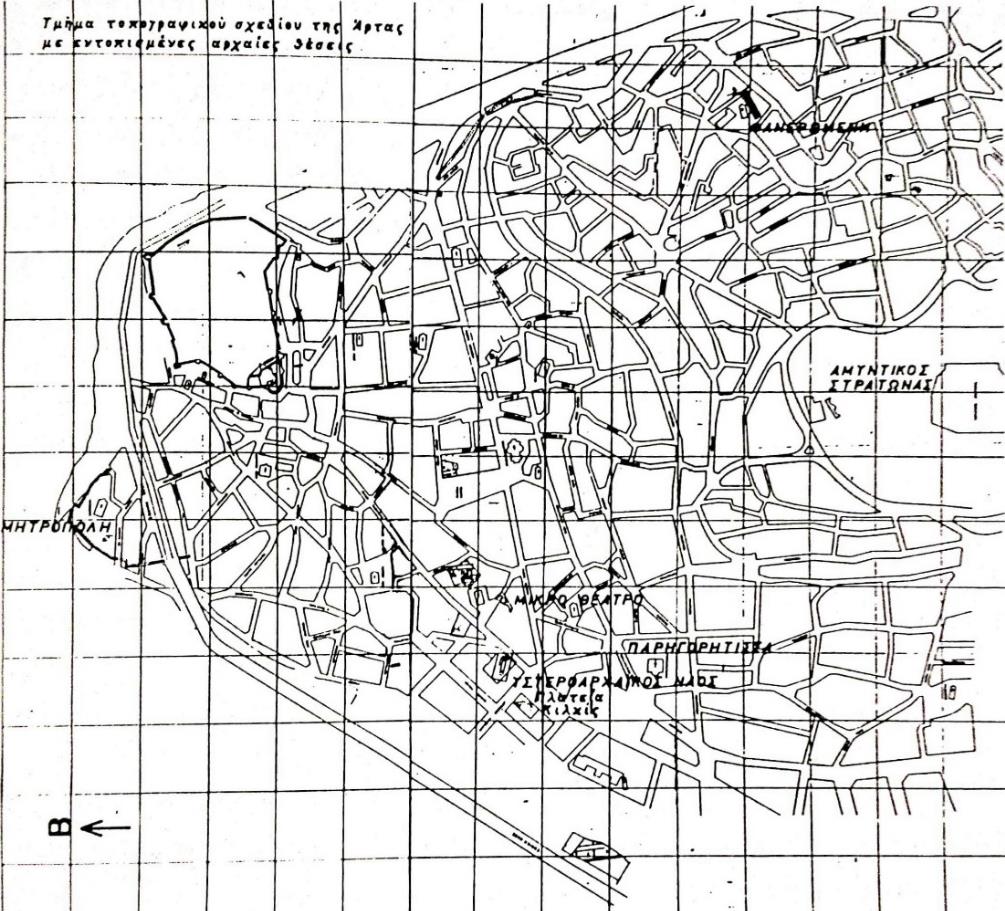 Τμήμα τοπογραφικού σχεδίου της Άρτας
με εντοπισμένες αρχαίες θέσεις
ΦΑΝΕΡΩΜΕΝΗ
ΑΜΥΝΤΙΚΟΣ
ΣΤΡΑΤΩΝΑΣ
ΜΗΤΡΟΠΟΛΗ
ΜΙΚΡΟ ΘΕΑΤΡΟ
ΠΑΡΗΓΟΡΗΤΙΣΣΑ
ΥΣΤΕΡΟΑΡΧΑΪΚΟΣ ΝΑΟΣ
Πλατεία
Κιλκίς
Β